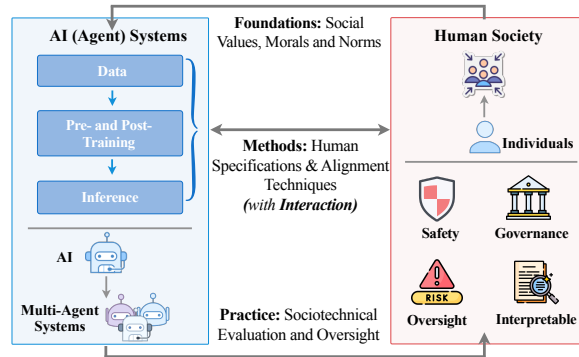 AI (Agent) Systems
Data
Pre- and Post-
Training
Inference
AI
Multi-Agent
Systems
Foundations: Social
Values, Morals and Norms
Methods: Human
Specifications & Alignment
Techniques
(with Interaction)
Practice: Sociotechnical
Evaluation and Oversight
Human Society
Individuals
Safety
Governance
RISK
Oversight
Interpretable